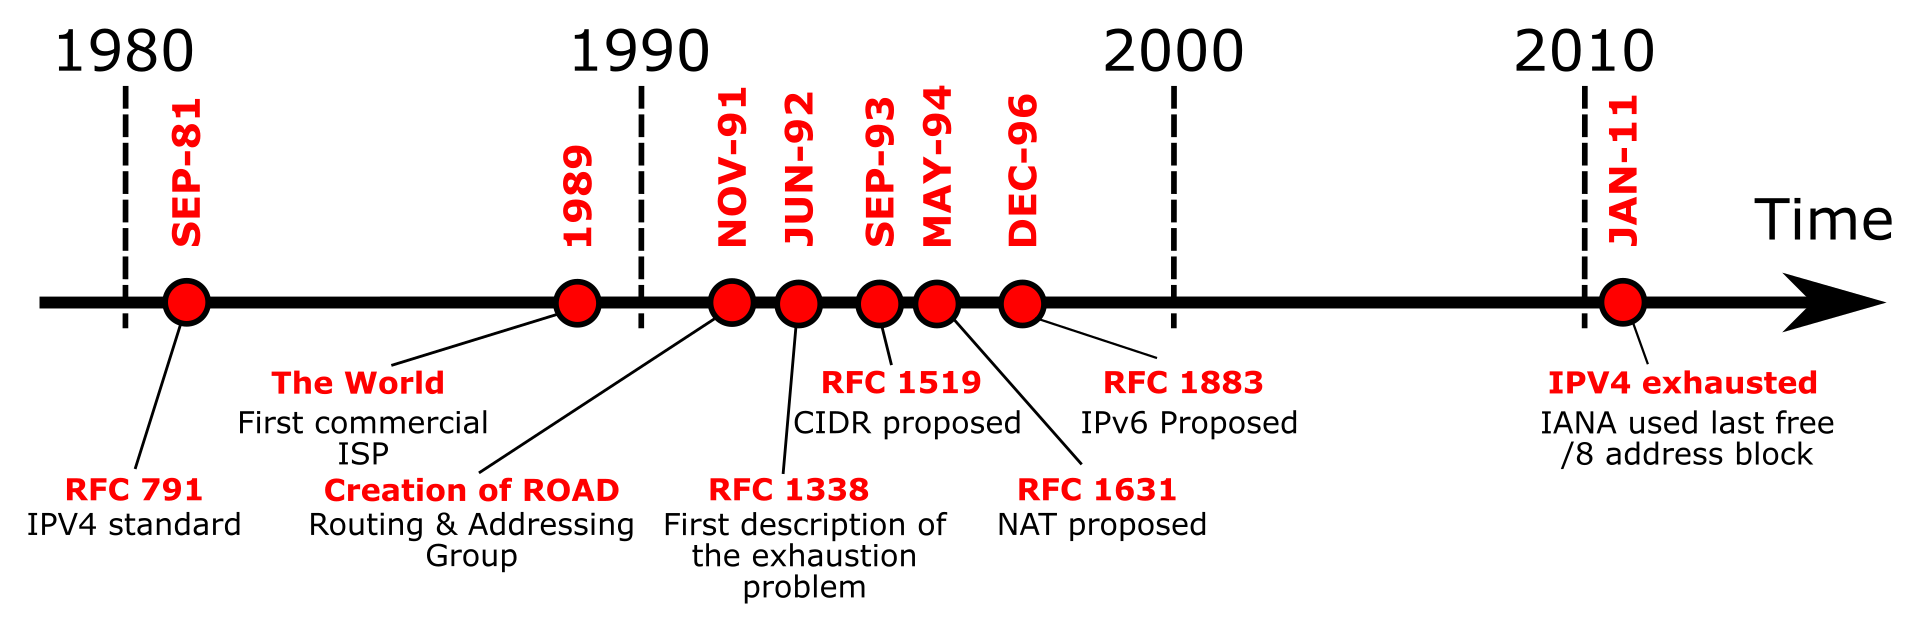 1980
1990
2000
2010
SEP-81
1989
NOV-91
JUN-92
SEP-93
MAY-94
DEC-96
JAN-11
Time
The World
First commercial
ISP
RFC 1519
CIDR proposed
RFC 1883
IPv6 Proposed
IPV4 exhausted
IANA used last free
/8 address block
RFC 791
IPV4 standard
Creation of ROAD
Routing & Addressing
Group
RFC 1338
First description of
the exhaustion
problem
RFC 1631
NAT proposed